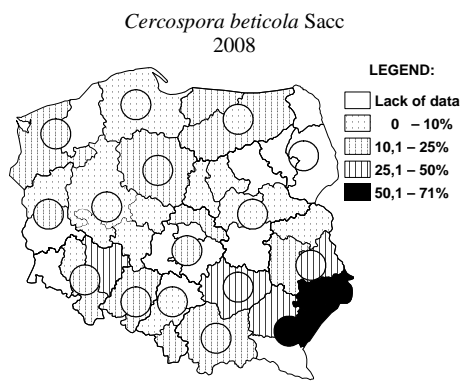 Cercospora beticola Sacc
2008
LEGEND:
Lack of data
0 – 10%
10,1 – 25%
25,1 – 50%
50,1 – 71%